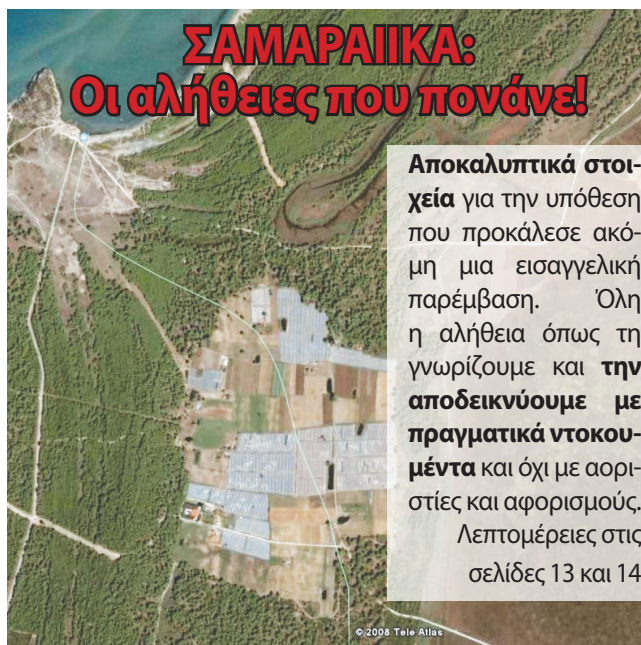 ΣΑΜΑΡΑΙΙΚΑ:
Οι αλήθειες που πονάνε!
Αποκαλυπτικά στοι-
χεία για την υπόθεση
που προκάλεσε ακό-
μη μια εισαγγελική
παρέμβαση. Όλη
η αλήθεια όπως τη
γνωρίζουμε και την
αποδεικνύουμε με
πραγματικά ντοκου-
μέντα και όχι με αορι-
στίες και αφορισμούς.
Λεπτομέρειες στις
σελίδες 13 και 14
© 2008 Tele Atlas